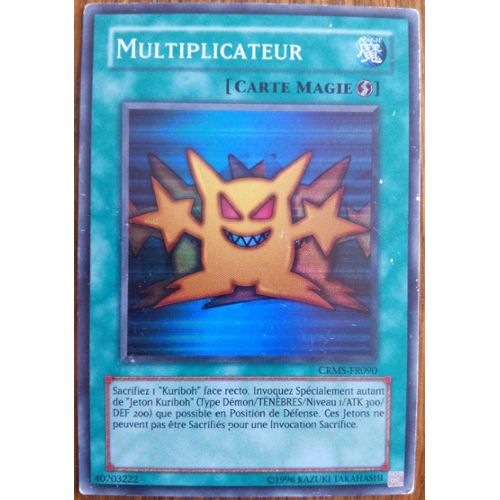 MULTIPLICATEUR
MAGIE
魔
[CARTE MAGIE]
CRMS-FR090
Sacrifiez 1 "Kuriboh" face recto. Invoquez Spécialement autant
de "Jeton Kuriboh" (Type Démon/TÉNÈBRES/Niveau 1/ATK 300/
DEF 200) que possible en Position de Défense. Ces Jetons ne
peuvent pas être Sacrifiés pour une Invocation Sacrifice.
40703222
©1996 KAZUKI TAKAHASHI